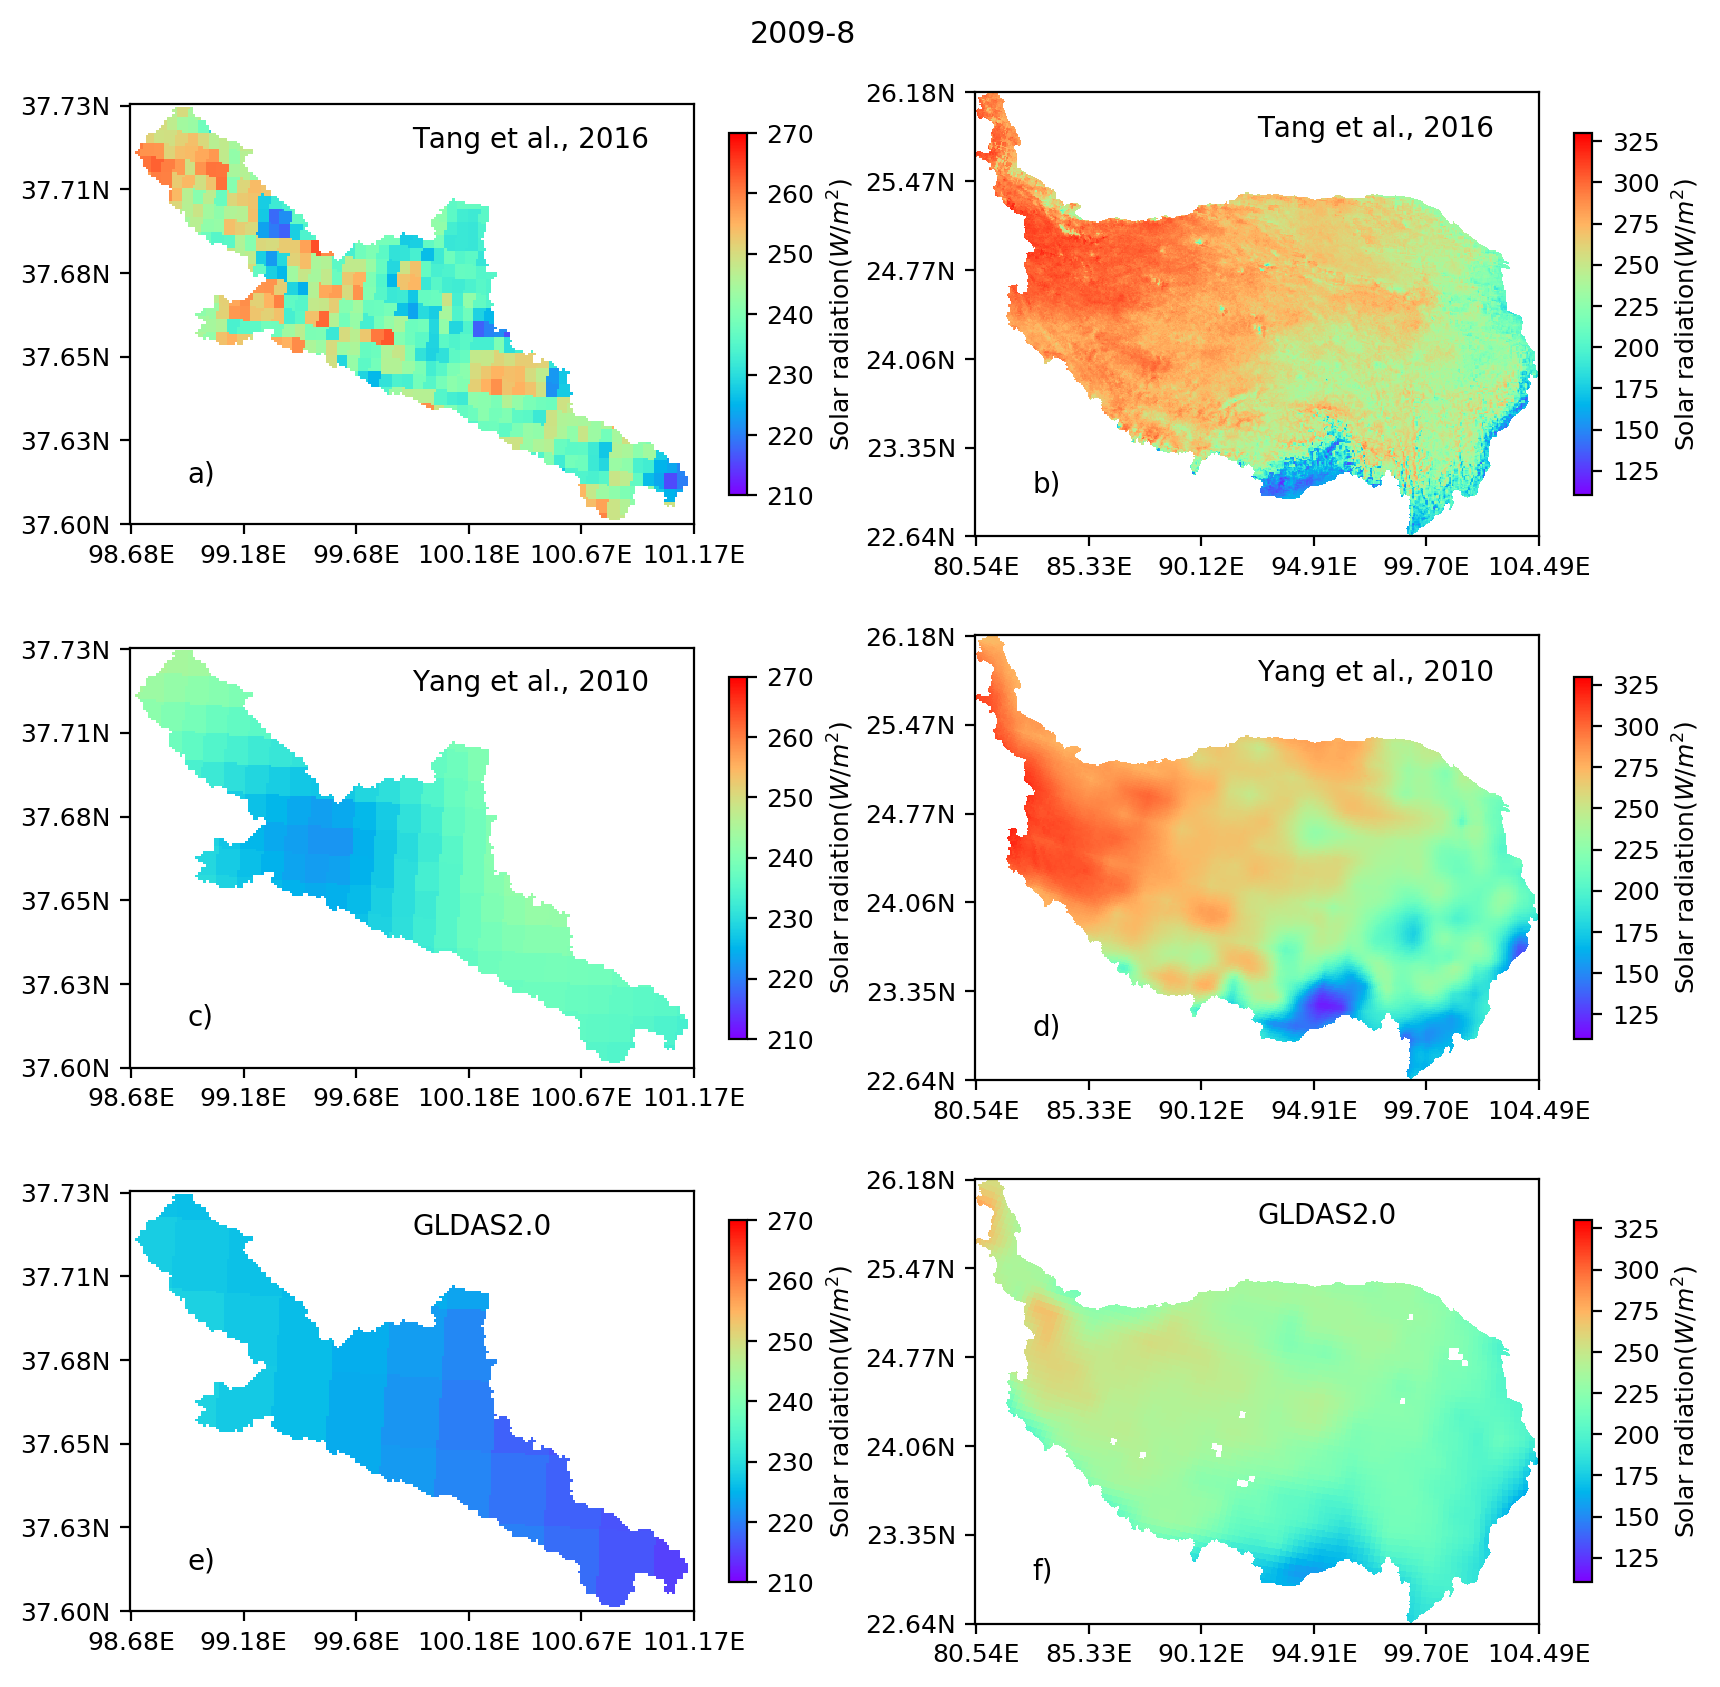 2009-8
Tang et al., 2016
a)
37.73N
37.71N
37.68N
37.65N
37.63N
37.60N
98.68E 99.18E 99.68E 100.18E 100.67E 101.17E
270
260
250
240
230
220
210
Solar radiation(W/m²)
Tang et al., 2016
b)
26.18N
25.47N
24.77N
24.06N
23.35N
22.64N
80.54E 85.33E 90.12E 94.91E 99.70E 104.49E
325
300
275
250
225
200
175
150
125
Solar radiation(W/m²)
Yang et al., 2010
c)
37.73N
37.71N
37.68N
37.65N
37.63N
37.60N
98.68E 99.18E 99.68E 100.18E 100.67E 101.17E
270
260
250
240
230
220
210
Solar radiation(W/m²)
Yang et al., 2010
d)
26.18N
25.47N
24.77N
24.06N
23.35N
22.64N
80.54E 85.33E 90.12E 94.91E 99.70E 104.49E
325
300
275
250
225
200
175
150
125
Solar radiation(W/m²)
GLDAS2.0
e)
37.73N
37.71N
37.68N
37.65N
37.63N
37.60N
98.68E 99.18E 99.68E 100.18E 100.67E 101.17E
270
260
250
240
230
220
210
Solar radiation(W/m²)
GLDAS2.0
f)
26.18N
25.47N
24.77N
24.06N
23.35N
22.64N
80.54E 85.33E 90.12E 94.91E 99.70E 104.49E
325
300
275
250
225
200
175
150
125
Solar radiation(W/m²)